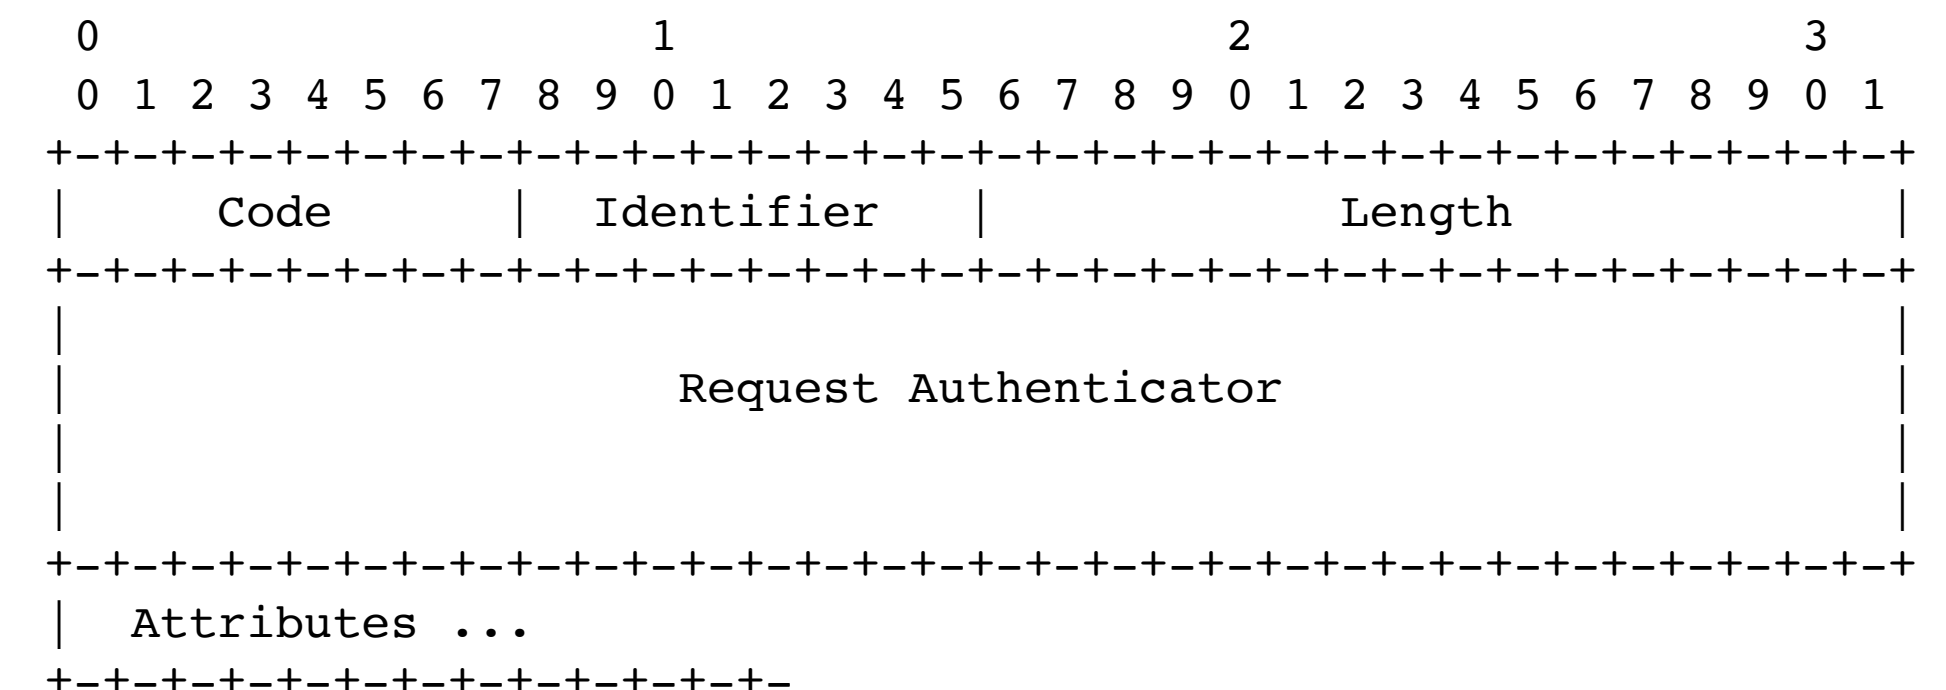 0                   1                   2                   3
 0 1 2 3 4 5 6 7 8 9 0 1 2 3 4 5 6 7 8 9 0 1 2 3 4 5 6 7 8 9 0 1
+-+-+-+-+-+-+-+-+-+-+-+-+-+-+-+-+-+-+-+-+-+-+-+-+-+-+-+-+-+-+-+-+
|     Code      |  Identifier   |            Length             |
+-+-+-+-+-+-+-+-+-+-+-+-+-+-+-+-+-+-+-+-+-+-+-+-+-+-+-+-+-+-+-+-+
|                                                               |
|                     Request Authenticator                     |
|                                                               |
|                                                               |
+-+-+-+-+-+-+-+-+-+-+-+-+-+-+-+-+-+-+-+-+-+-+-+-+-+-+-+-+-+-+-+-+
|  Attributes ...
+-+-+-+-+-+-+-+-+-+-+-+-+-